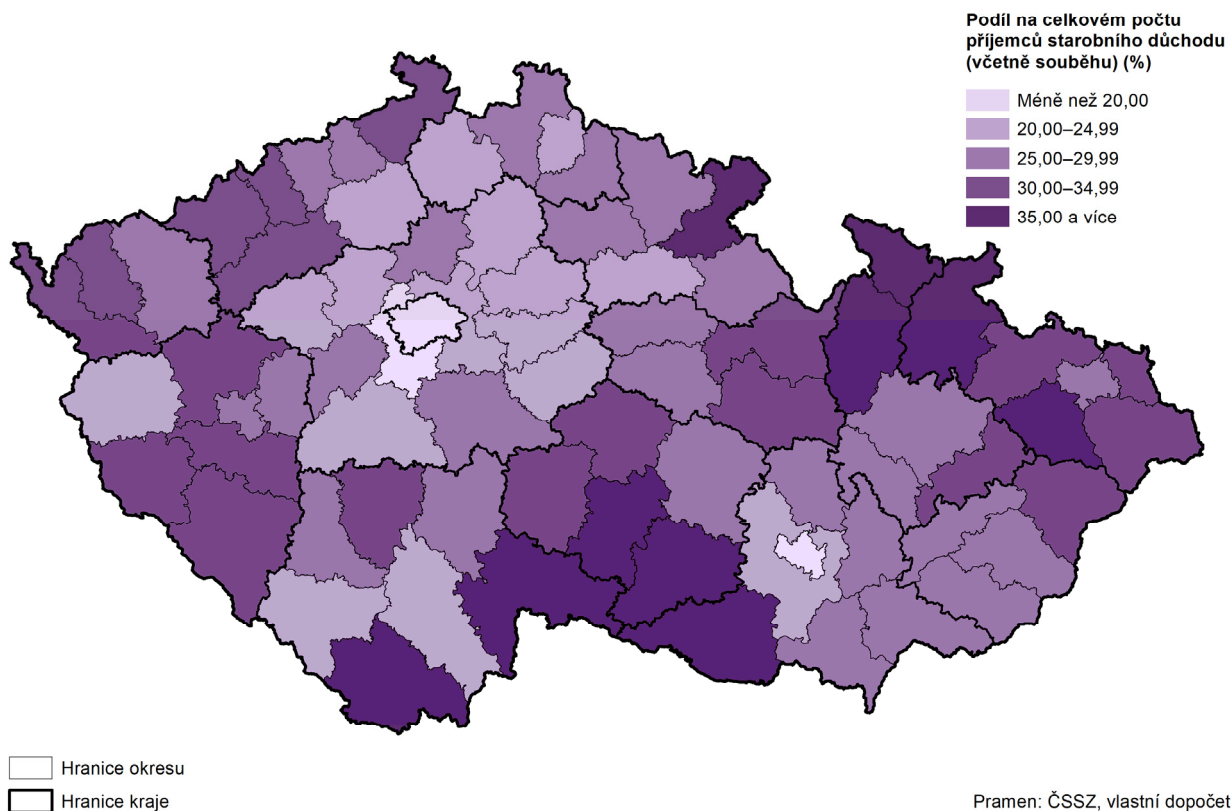 Podíl na celkovém počtu
příjemců starobního důchodu
(včetně souběhu) (%)
Méně než 20,00
20,00–24,99
25,00–29,99
30,00–34,99
35,00 a více
Hranice okresu
Hranice kraje
Pramen: ČSSZ, vlastní dopočet